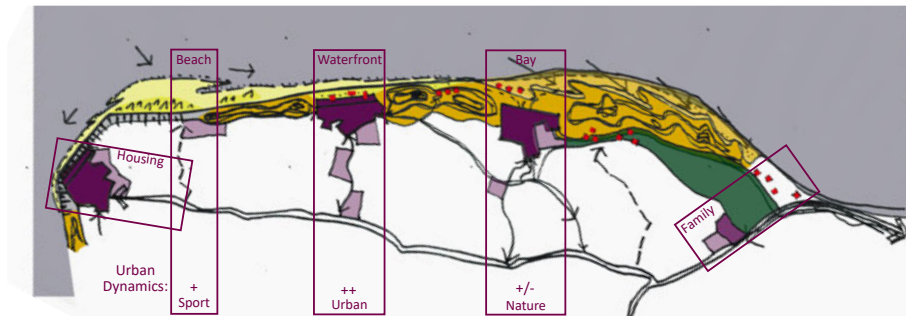 Beach
Waterfront
Bay
Housing
Family
Urban
Dynamics:
+
++
+/-
Sport
Urban
Nature